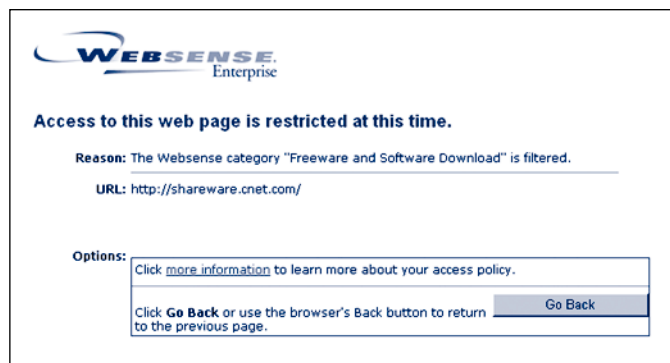 WEBSENSE.
Enterprise
Access to this web page is restricted at this time.
Reason: The Websense category "Freeware and Software Download" is filtered.
URL: http://shareware.cnet.com/
Options:
Click more information to learn more about your access policy.
Click Go Back or use the browser's Back button to return
to the previous page.
Go Back